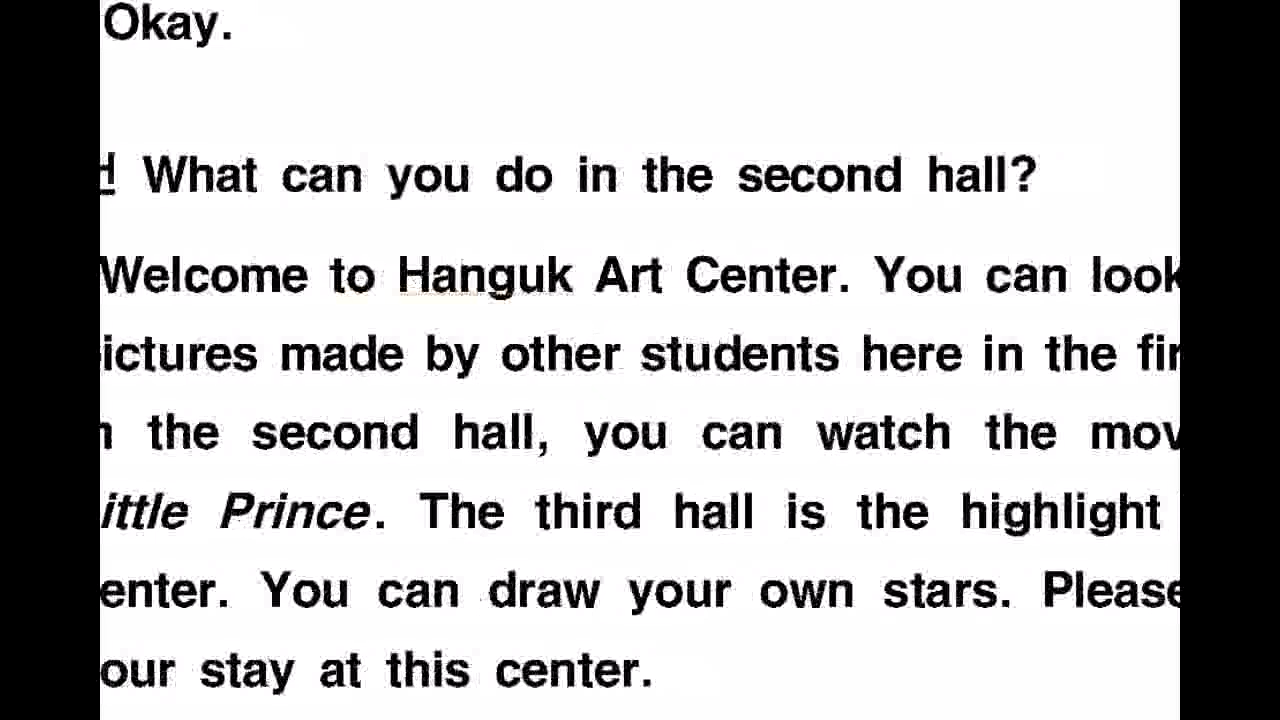 Okay.
What can you do in the second hall?
Welcome to Hanguk Art Center. You can look
ictures made by other students here in the fir
the second hall, you can watch the mov
ittle Prince. The third hall is the highlight
enter. You can draw your own stars. Please
our stay at this center.